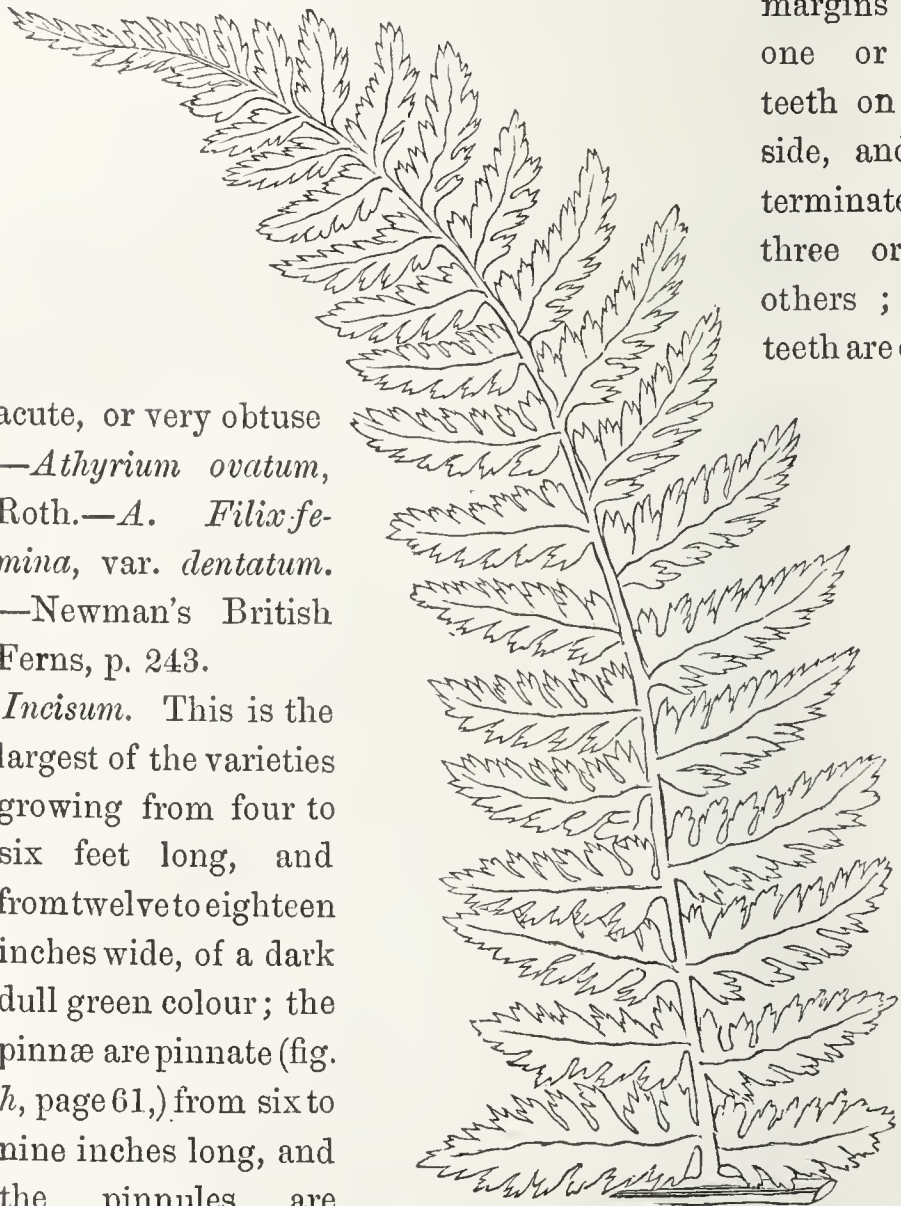 margins
one or
teeth on
side, and
terminate
three or
others ;
teeth are
acute, or very obtuse
—Athyrium ovatum,
Roth.—A. Filix-fe-
mina, var. dentatum.
—Newman's British
Ferns, p. 243.
Incisum. This is the
largest of the varieties
growing from four to
six feet long, and
from twelve to eighteen
inches wide, of a dark
dull green colour; the
pinnæ are pinnate (fig.
h, page 61,) from six to
nine inches long, and
the pinnules are